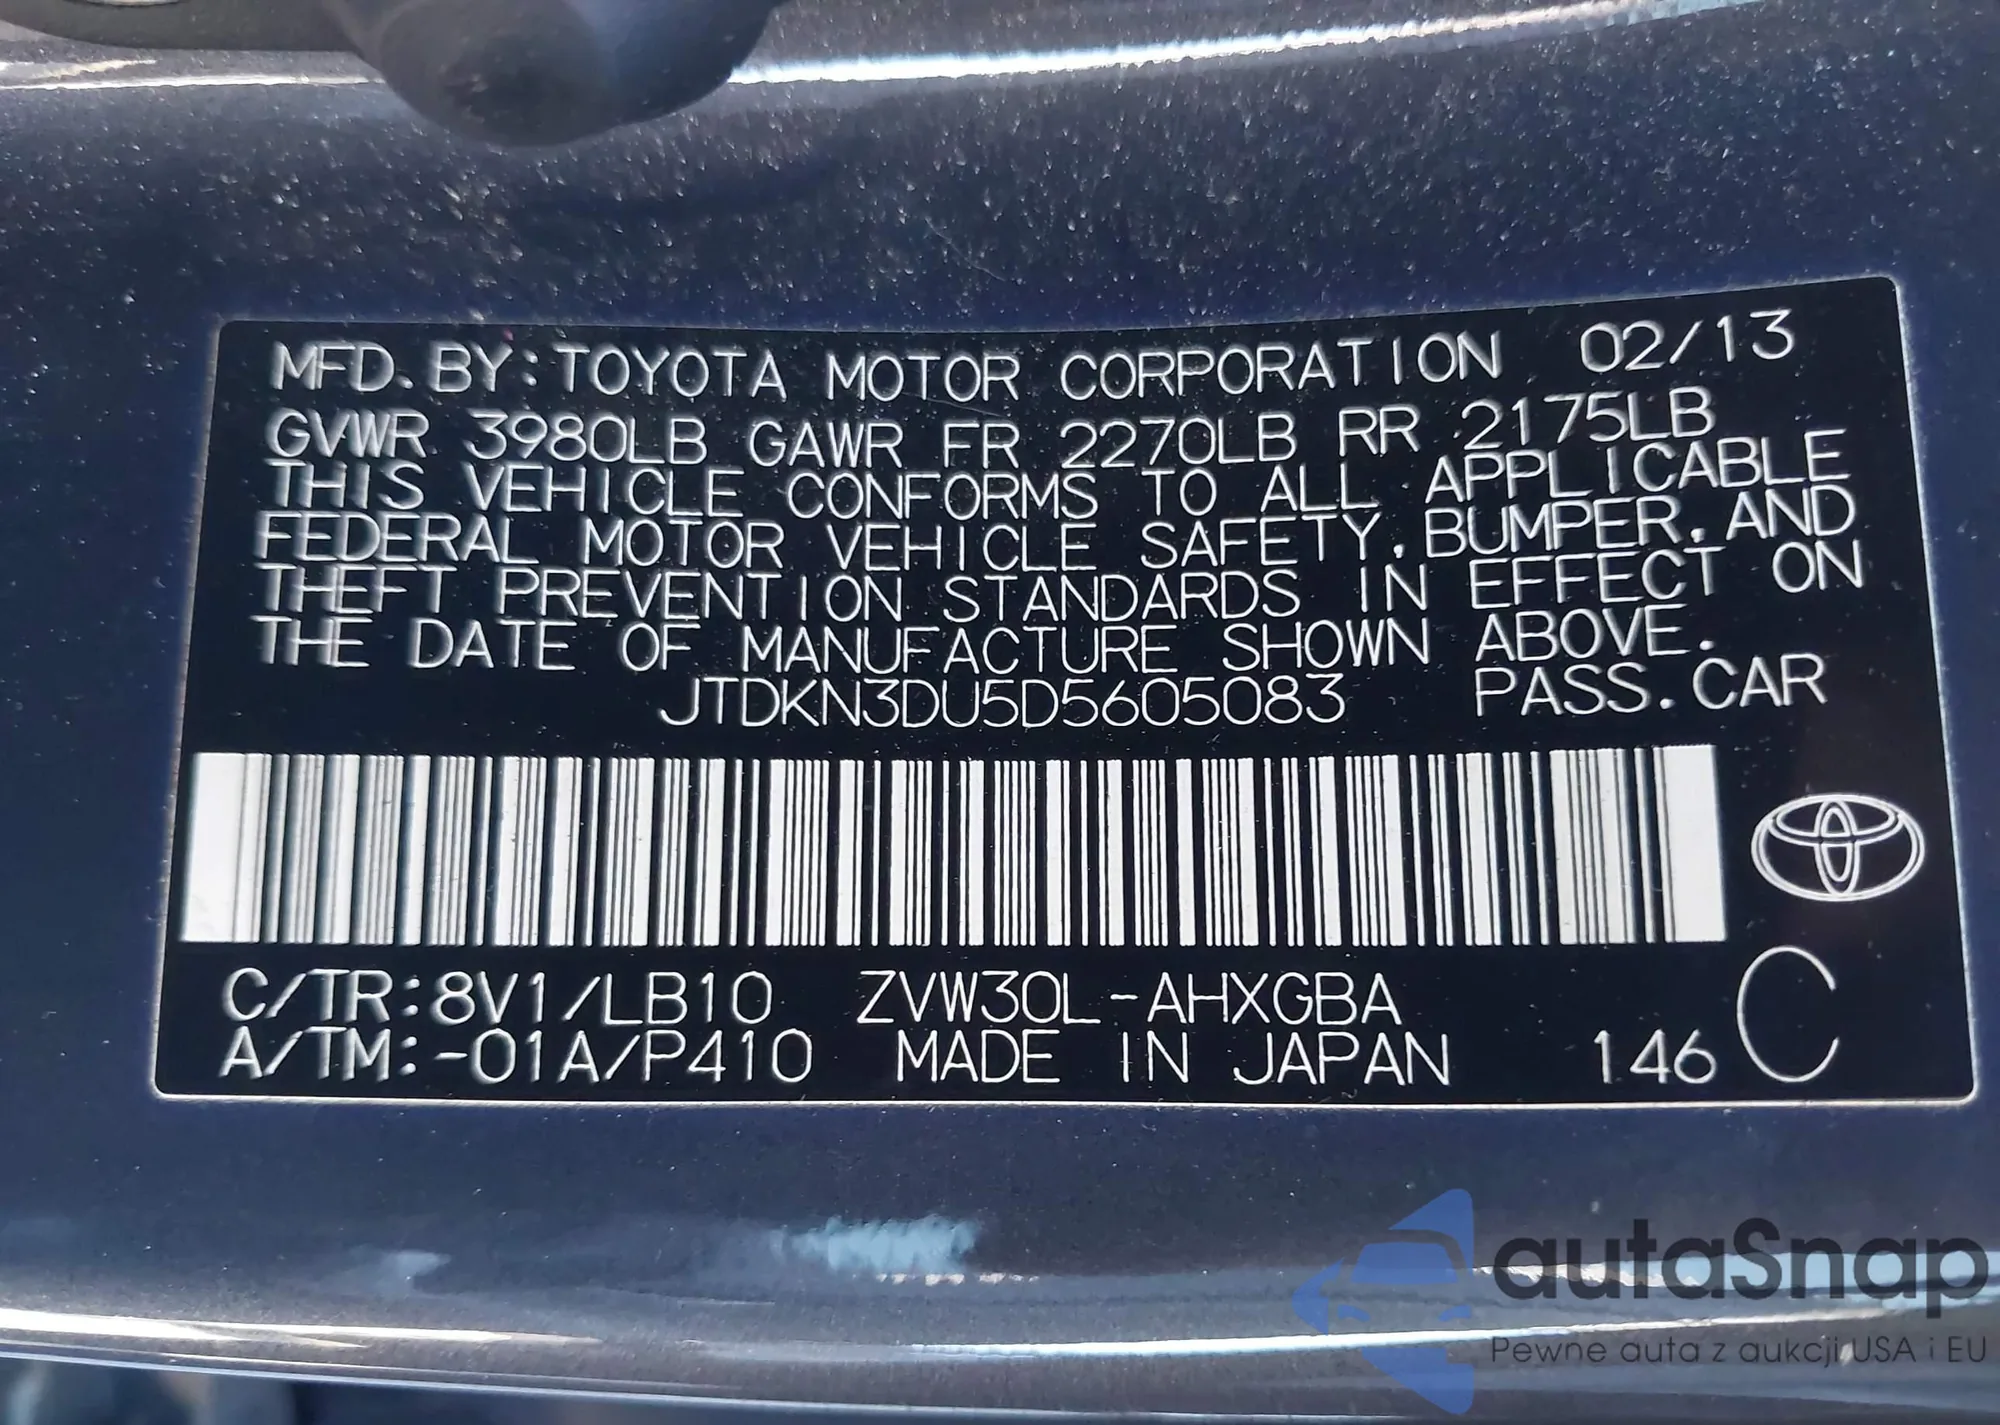 MFD. BY: TOYOTA MOTOR CORPORATION 02/13
GVWR 3980LB GAWR FR 2270LB RR 2175LB
THIS VEHICLE CONFORMS TO ALL APPLICABLE
FEDERAL MOTOR VEHICLE SAFETY, BUMPER, AND
THEFT PREVENTION STANDARDS IN EFFECT ON
THE DATE OF MANUFACTURE SHOWN ABOVE.
JTDKN3DU5D5605083 PASS. CAR
C/TR: 8V1/LB10 ZVW30L-AHXGBA
A/TM: -01A/P410 MADE IN JAPAN 146 C
autaSnap
Pewne auta z aukcji USA i EU